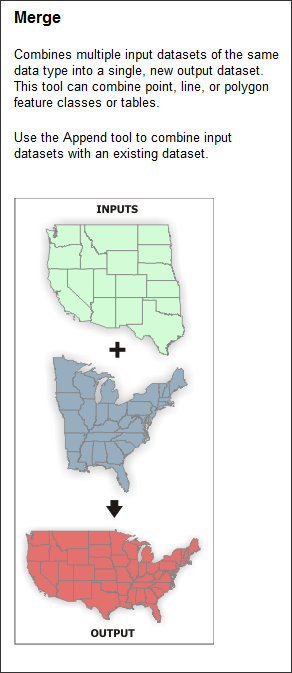 Merge
Combines multiple input datasets of the same
data type into a single, new output dataset.
This tool can combine point, line, or polygon
feature classes or tables.
Use the Append tool to combine input
datasets with an existing dataset.
INPUTS
+
OUTPUT